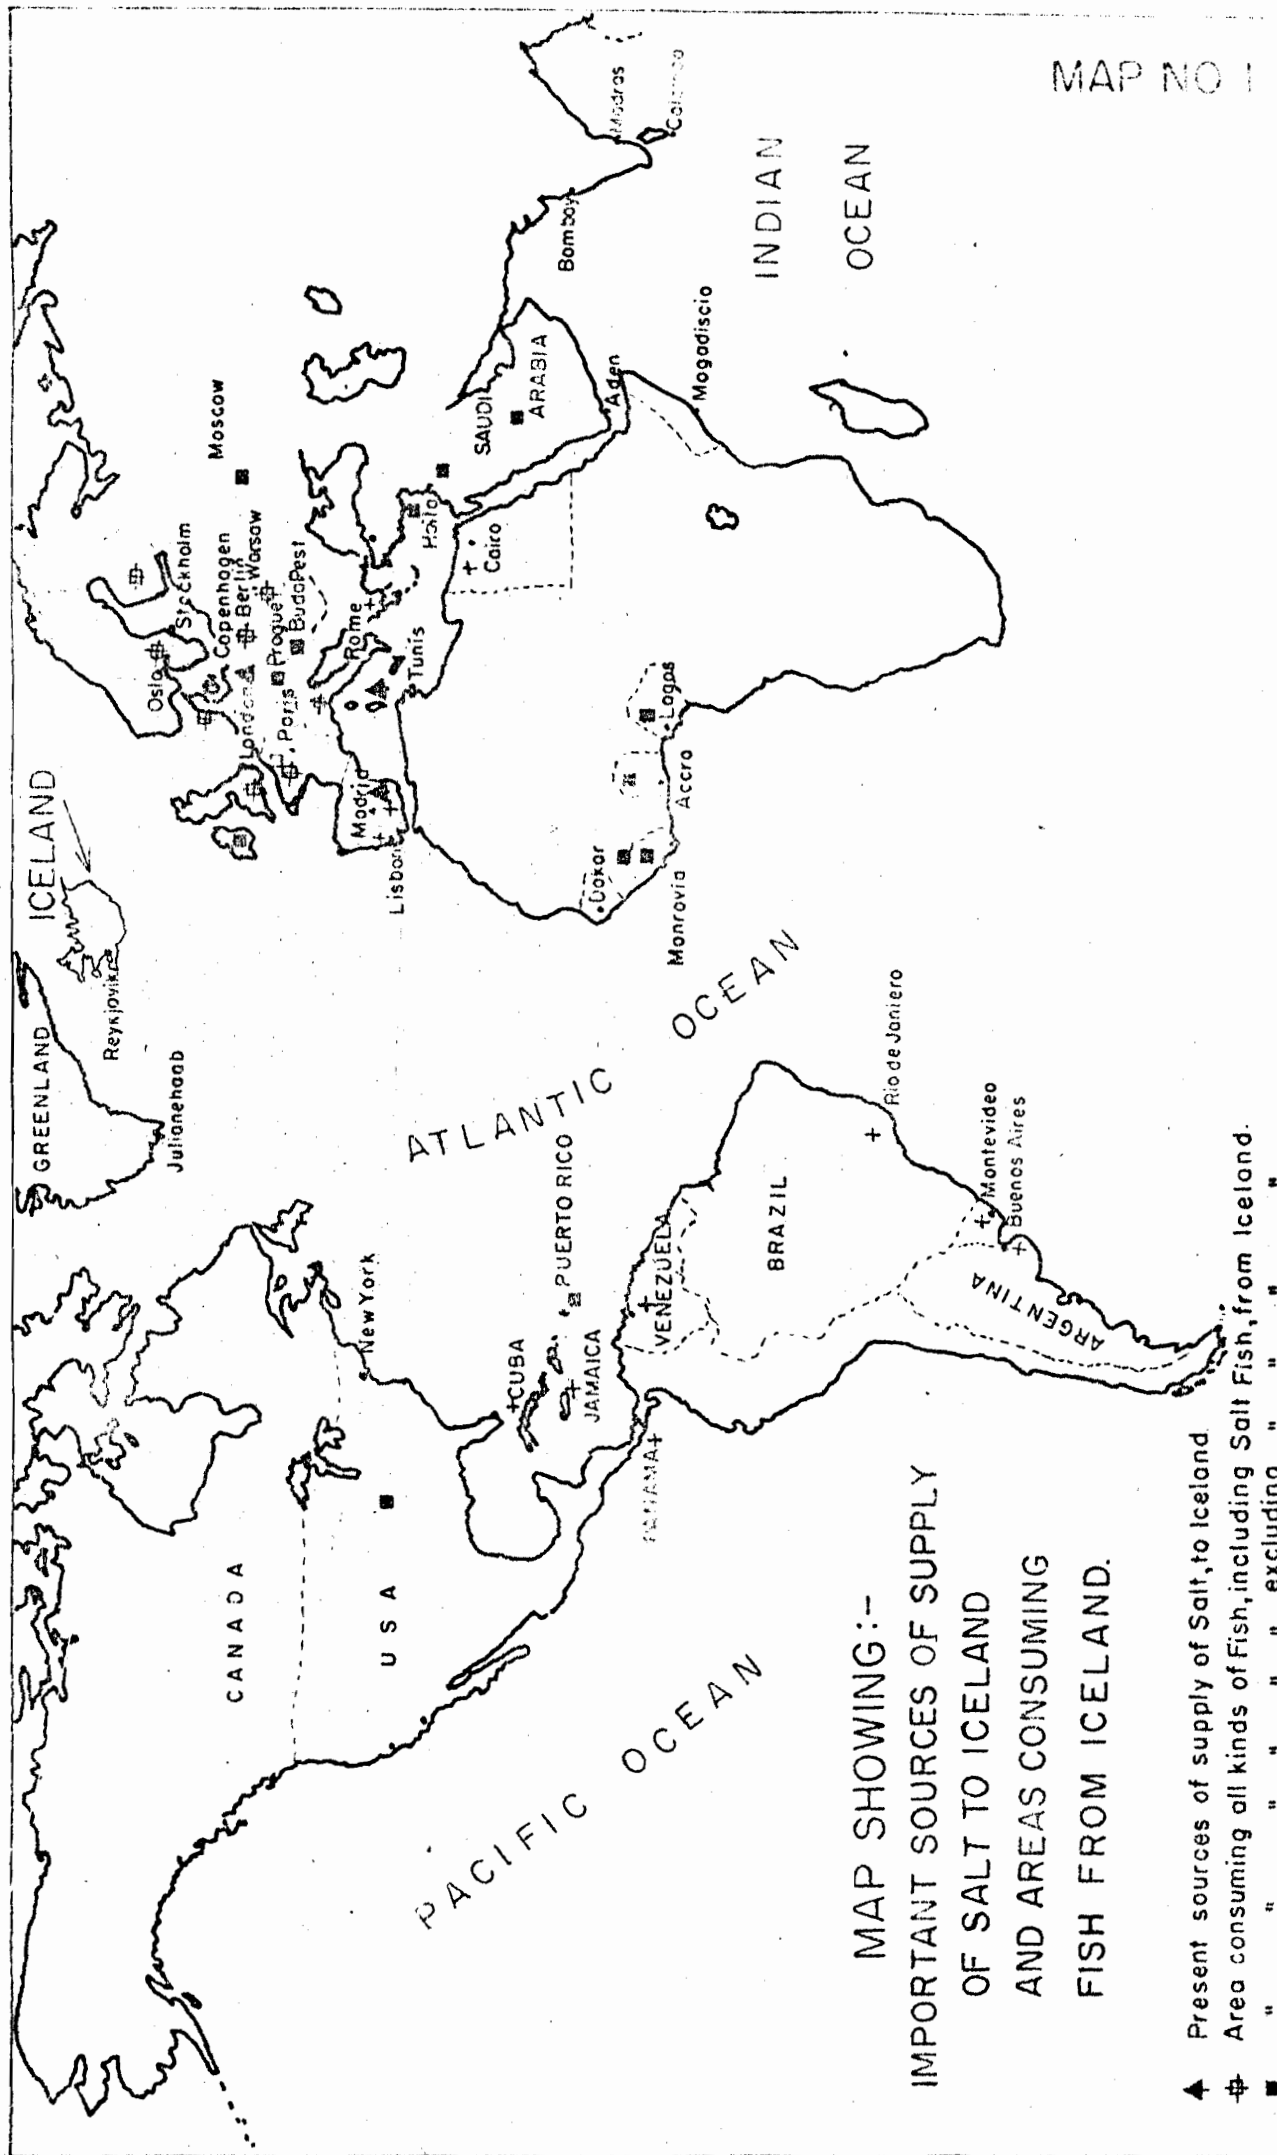 MAP NO 1
ICELAND
GREENLAND
Reykjavik
Julianehaab
CANADA
USA
New York
CUBA
JAMAICA
PUERTO RICO
PANAMA
VENEZUELA
BRAZIL
Rio de Janiero
Montevideo
Buenos Aires
ARGENTINA
PACIFIC OCEAN
ATLANTIC OCEAN
INDIAN
OCEAN
Oslo
Stockholm
Copenhagen
Moscow
London
Berlin
Warsaw
Prague
Paris
BudaPest
Madrid
Rome
Lisbon
Tunis
Cairo
SAUDI
ARABIA
Aden
Bombay
Madras
Mogadiscio
Dakar
Monrovia
Accra
Lagos
MAP SHOWING:-
IMPORTANT SOURCES OF SUPPLY
OF SALT TO ICELAND
AND AREAS CONSUMING
FISH FROM ICELAND.
Present sources of supply of Salt, to Iceland
Area consuming all kinds of Fish, including Salt Fish, from Iceland.
" " " " " excluding " " " "